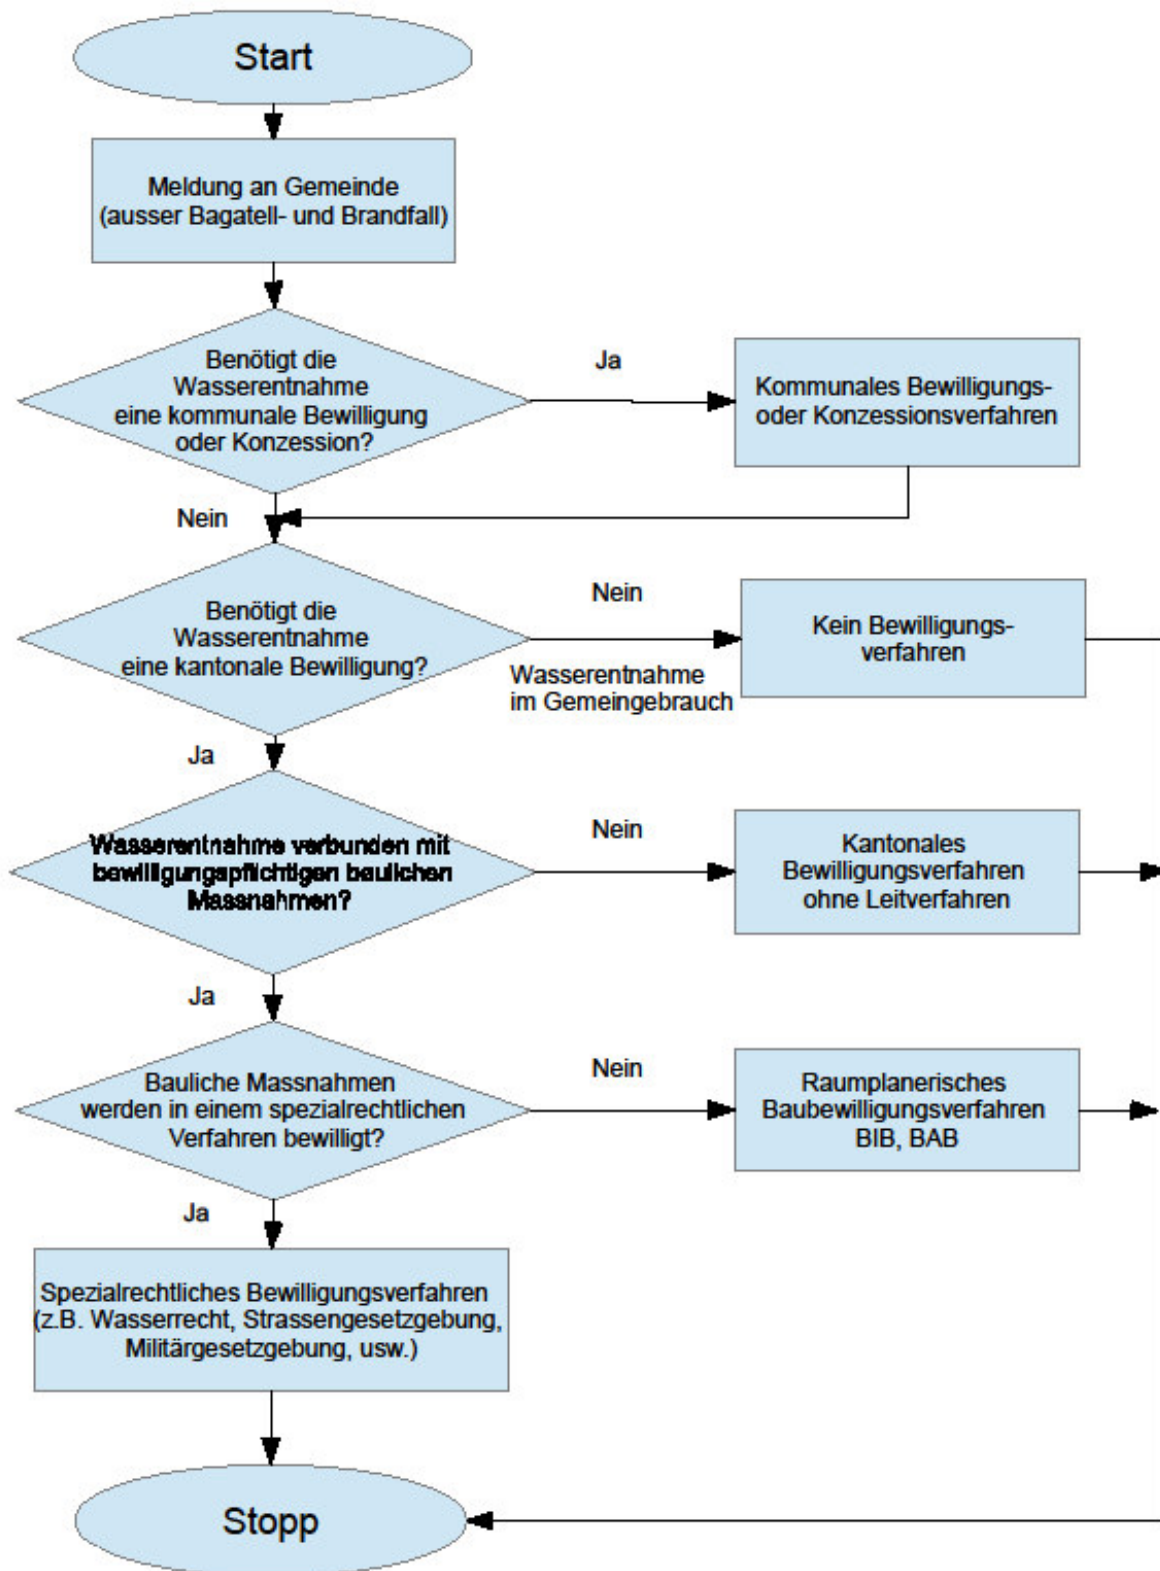 Start
Meldung an Gemeinde
(ausser Bagatell- und Brandfall)
Benötigt die
Wasserentnahme
eine kommunale Bewilligung
oder Konzession?
Ja
Kommunales Bewilligungs-
oder Konzessionsverfahren
Nein
Benötigt die
Wasserentnahme
eine kantonale Bewilligung?
Nein
Wasserentnahme
im Gemeingebrauch
Kein Bewilligungs-
verfahren
Ja
Wasserentnahme verbunden mit
bewilligungspflichtigen baulichen
Massnahmen?
Nein
Kantonales
Bewilligungsverfahren
ohne Leitverfahren
Ja
Bauliche Massnahmen
werden in einem spezialrechtlichen
Verfahren bewilligt?
Nein
Raumplanerisches
Baubewilligungsverfahren
BIB, BAB
Ja
Spezialrechtliches Bewilligungsverfahren
(z.B. Wasserrecht, Strassengesetzgebung,
Militärgesetzgebung, usw.)
Stopp